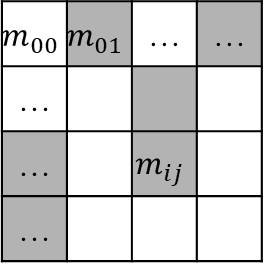 m₀₀ m₀₁ … …
…
… mᵢⱼ
…